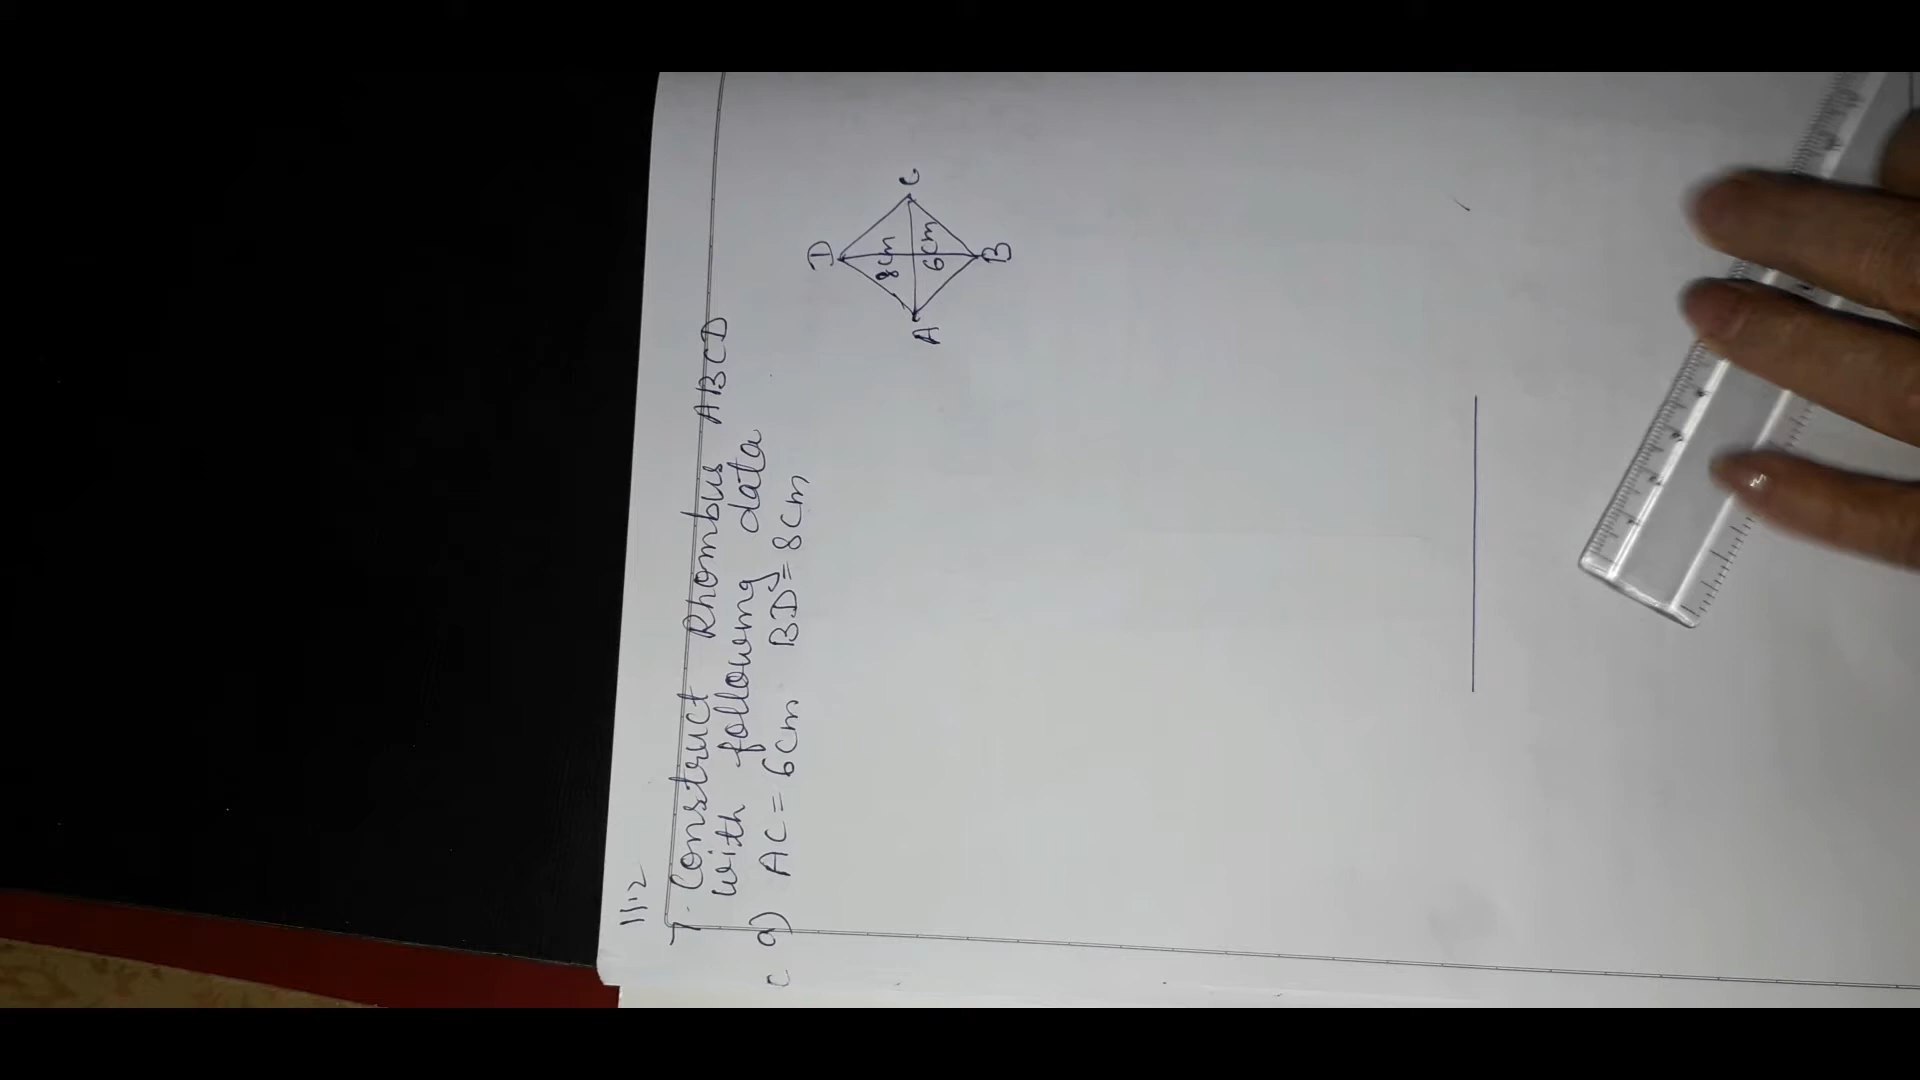 11.2
7. Construct Rhombus ABCD
with following data
c a) AC = 6cm BD = 8cm
D
C
8cm
6cm
A
B